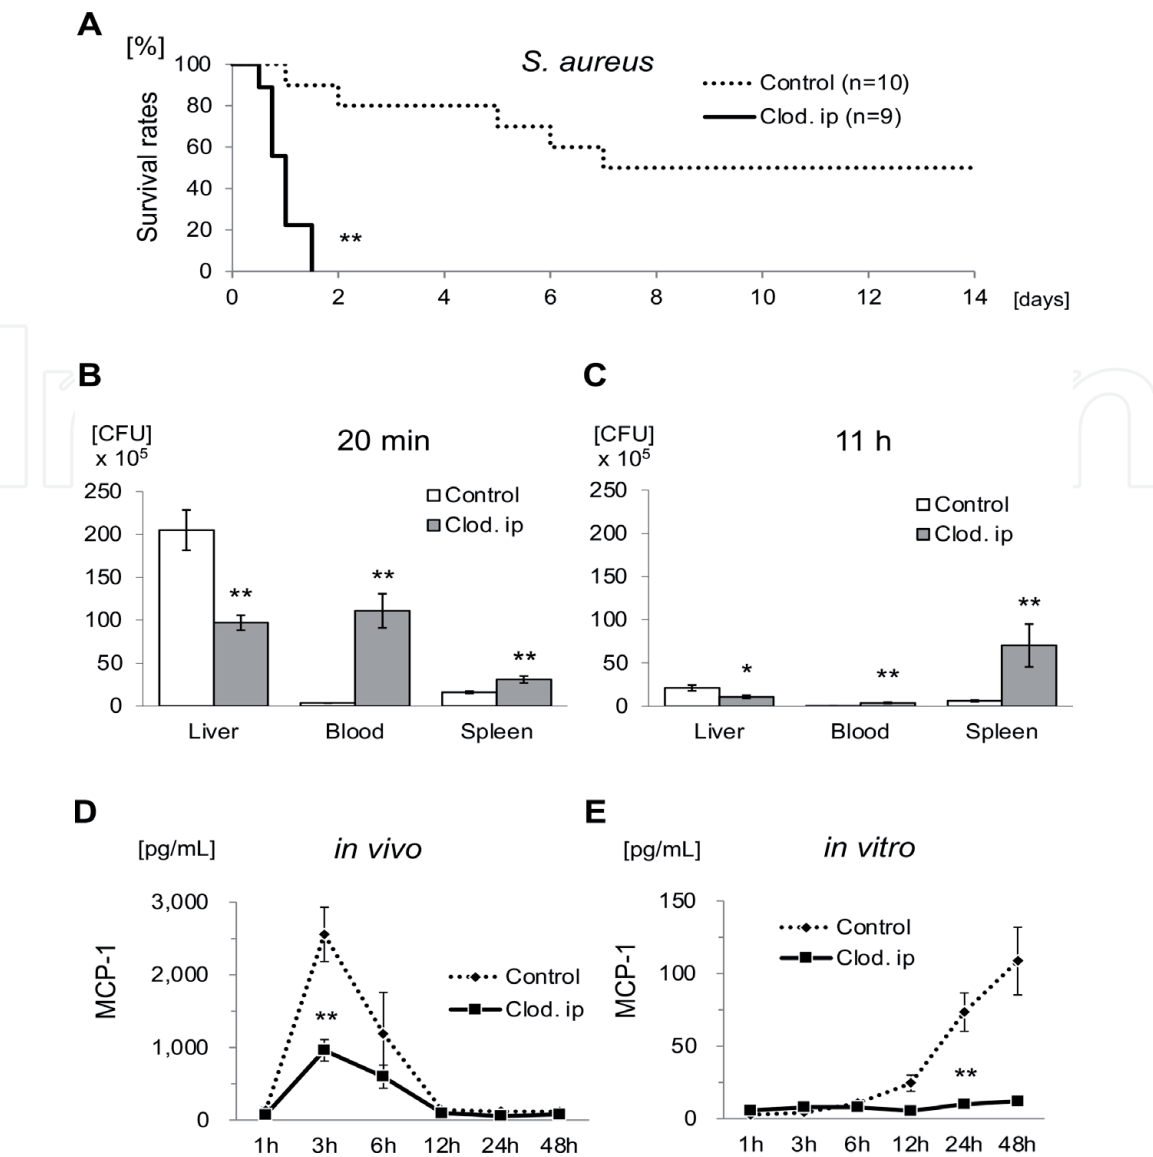 A
[%]
S. aureus
Survival rates
100
80
60
40
20
0
Control (n=10)
Clod. ip (n=9)
**
0 2 4 6 8 10 12 14 [days]
B
[CFU]
x 10⁵
20 min
250
200
150
100
50
0
Control
Clod. ip
**
**
**
Liver Blood Spleen
C
[CFU]
x 10⁵
11 h
250
200
150
100
50
0
Control
Clod. ip
*
**
**
Liver Blood Spleen
D
[pg/mL]
in vivo
MCP-1
3,000
2,000
1,000
0
Control
Clod. ip
**
1h 3h 6h 12h 24h 48h
E
[pg/mL]
in vitro
MCP-1
150
100
50
0
Control
Clod. ip
**
1h 3h 6h 12h 24h 48h